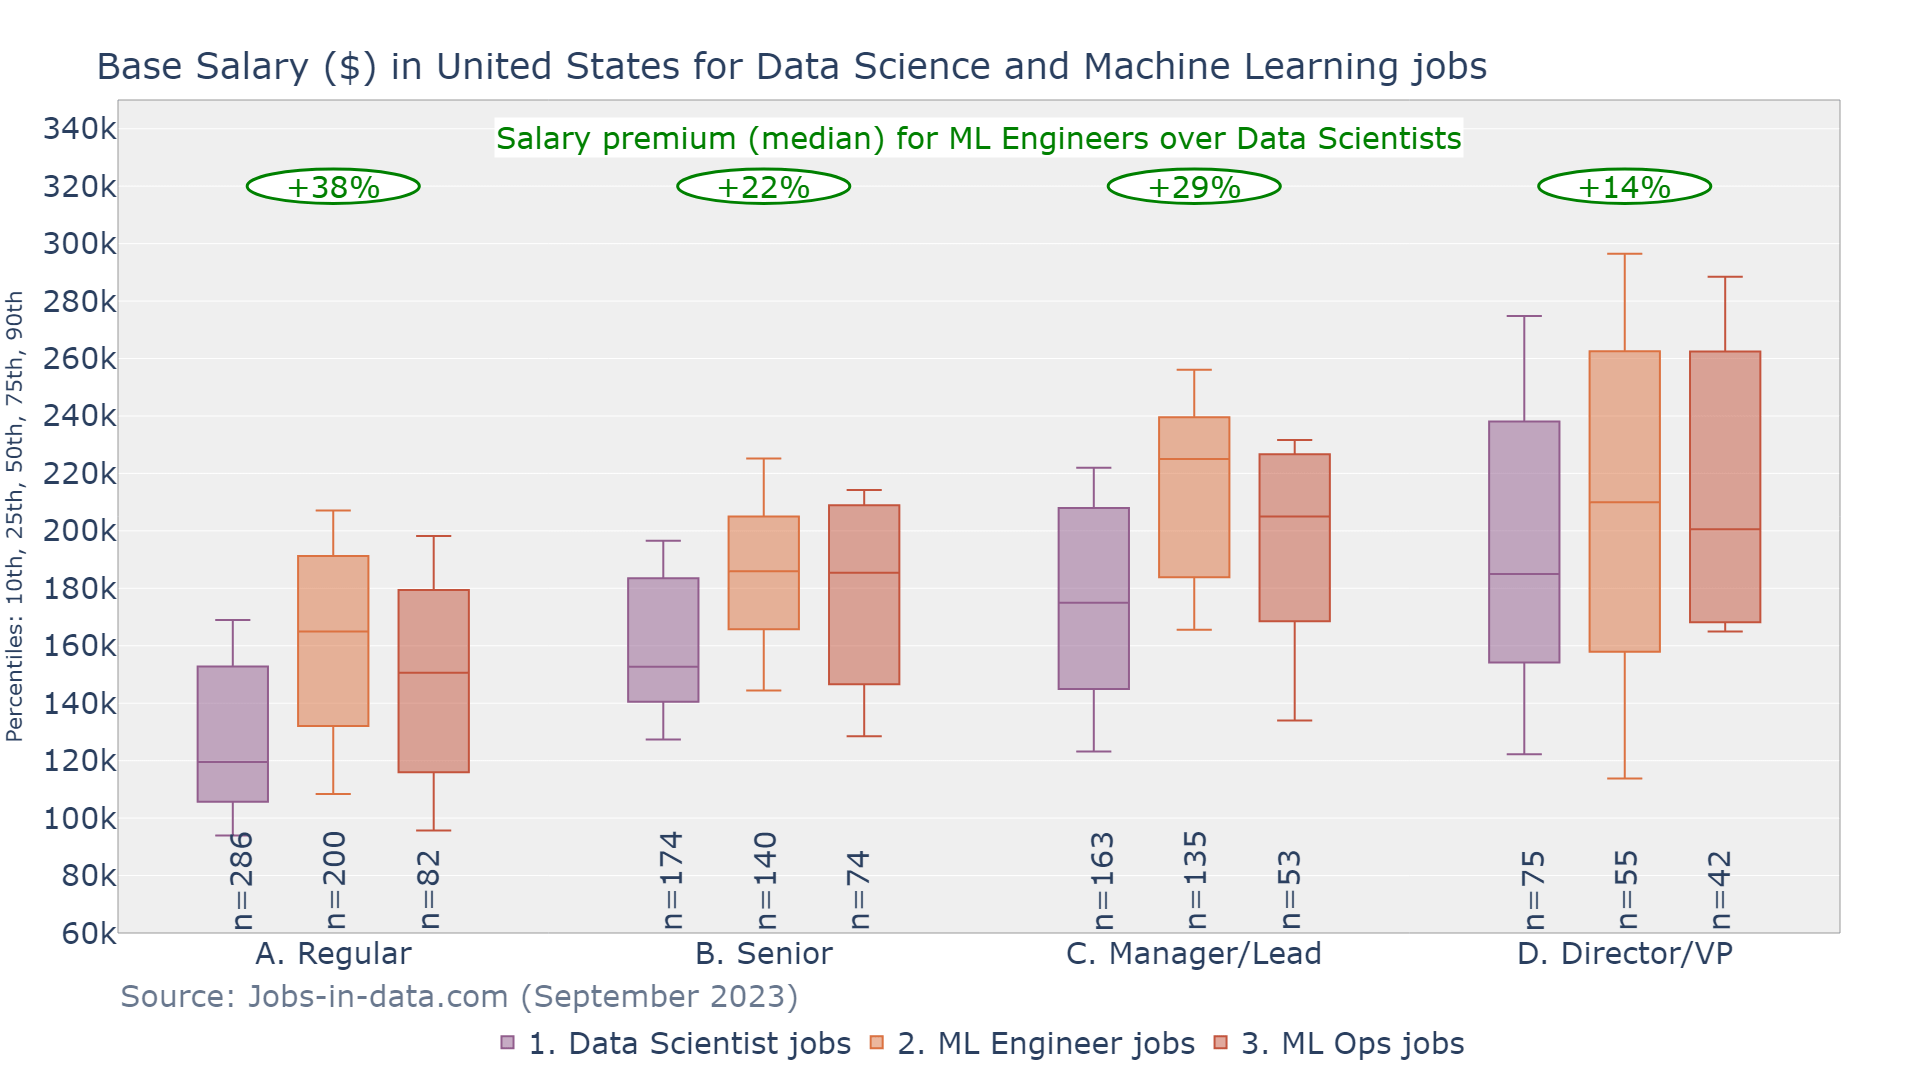 Base Salary ($) in United States for Data Science and Machine Learning jobs
Salary premium (median) for ML Engineers over Data Scientists
+38% +22% +29% +14%
Percentiles: 10th, 25th, 50th, 75th, 90th
340k
320k
300k
280k
260k
240k
220k
200k
180k
160k
140k
120k
100k
80k
60k
n=286 n=200 n=82 n=174 n=140 n=74 n=163 n=135 n=53 n=75 n=55 n=42
A. Regular B. Senior C. Manager/Lead D. Director/VP
Source: Jobs-in-data.com (September 2023)
1. Data Scientist jobs 2. ML Engineer jobs 3. ML Ops jobs